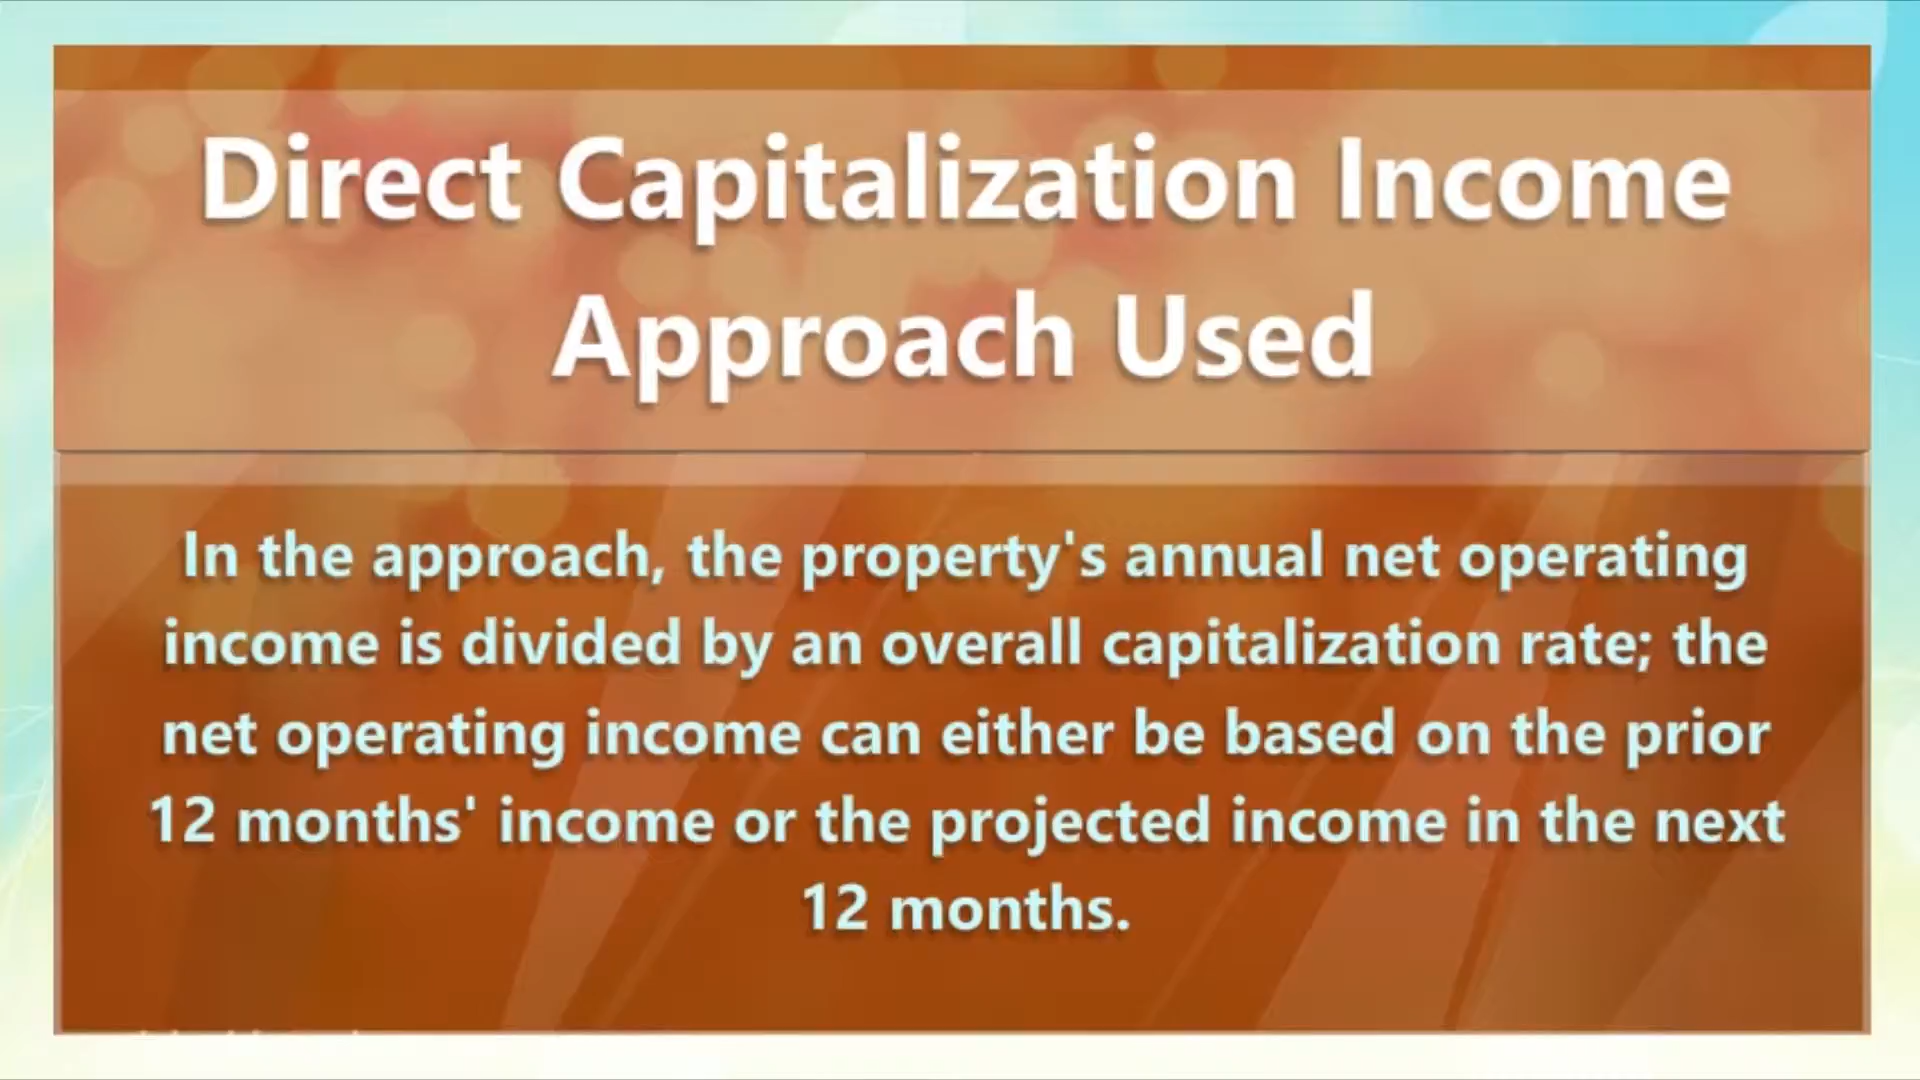 Direct Capitalization Income
Approach Used
In the approach, the property's annual net operating
income is divided by an overall capitalization rate; the
net operating income can either be based on the prior
12 months' income or the projected income in the next
12 months.